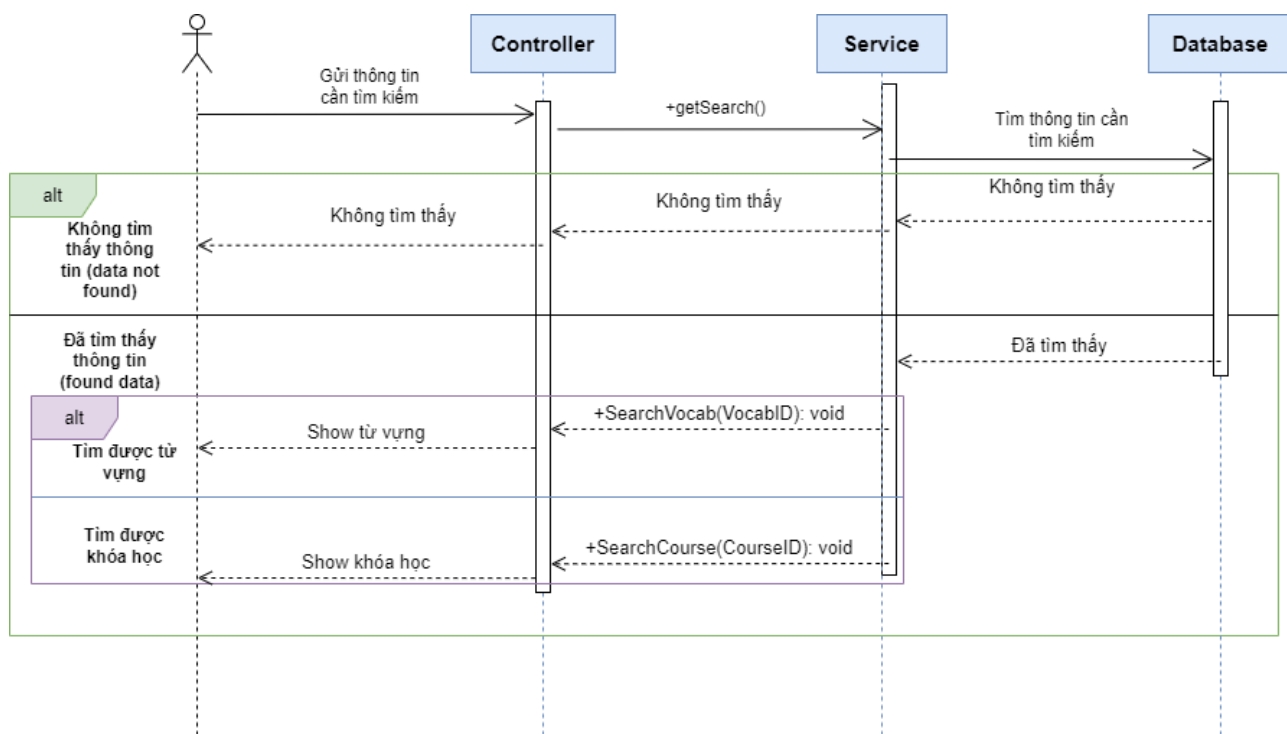 Controller
Service
Database
Gửi thông tin
cần tìm kiếm
+getSearch()
Tìm thông tin cần
tìm kiếm
alt
Không tìm thấy
Không tìm thấy
Không tìm thấy
Không tìm
thấy thông
tin (data not
found)
Đã tìm thấy
thông tin
(found data)
Đã tìm thấy
alt
+SearchVocab(VocabID): void
Show từ vựng
Tìm được từ
vựng
Tìm được
khóa học
+SearchCourse(CourseID): void
Show khóa học